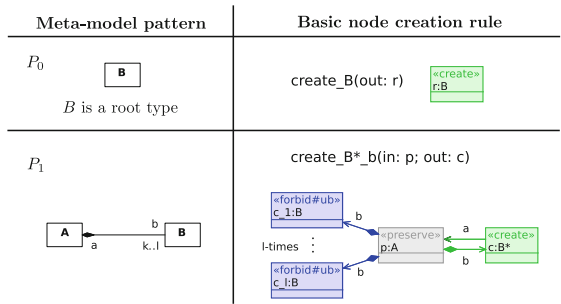 Meta-model pattern
Basic node creation rule
P0
B
B is a root type
create_B(out: r)
«create»
r:B
P1
create_B*_b(in: p; out: c)
A
a
b
k..l
B
«forbid#ub»
c_1:B
b
l-times
⋮
«forbid#ub»
c_l:B
b
«preserve»
p:A
a
b
«create»
c:B*